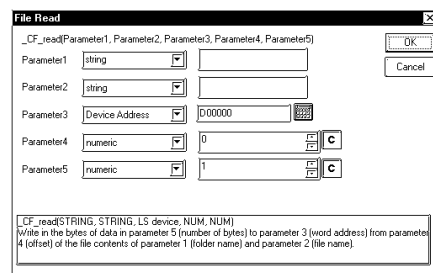 File Read
_CF_read(Parameter1, Parameter2, Parameter3, Parameter4, Parameter5)
OK
Parameter1 string
Cancel
Parameter2 string
Parameter3 Device Address D00000
Parameter4 numeric 0 C
Parameter5 numeric 1 C
_CF_read(STRING, STRING, LS device, NUM, NUM)
Write in the bytes of data in parameter 5 (number of bytes) to parameter 3 (word address) from parameter
4 (offset) of the file contents of parameter 1 (folder name) and parameter 2 (file name).